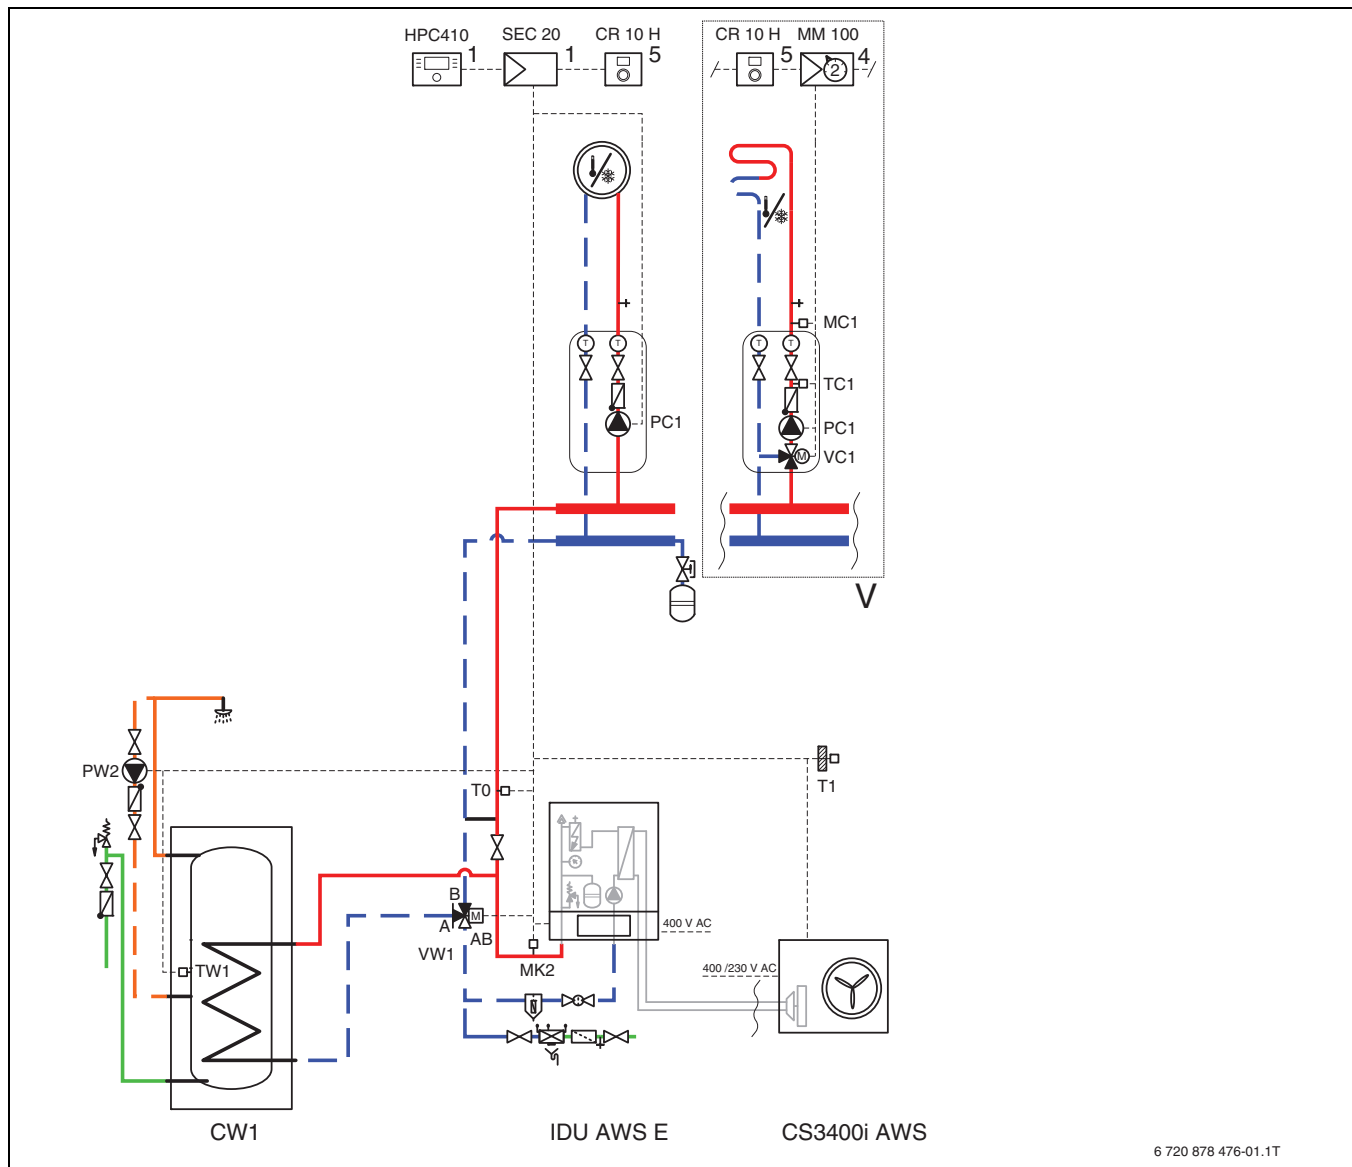 HPC410 SEC 20 CR 10 H CR 10 H MM 100
1 1 5 5 4
2
MC1
T T T T
TC1
PC1 PC1
M VC1
V
PW2
T0 T1
B
A M
AB
400 V AC
VW1
MK2
400 /230 V AC
TW1
CW1 IDU AWS E CS3400i AWS
6 720 878 476-01.1T